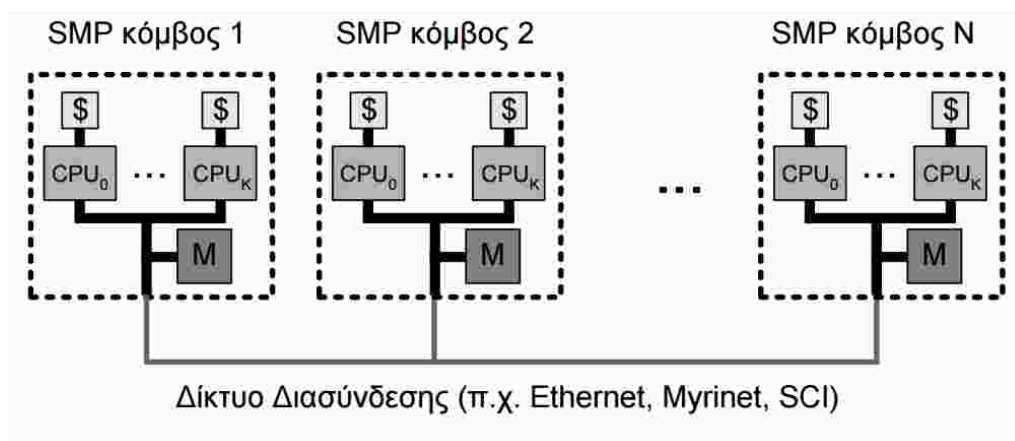 SMP κόμβος 1 SMP κόμβος 2 SMP κόμβος N
$ $ $ $ $ $
CPU₀ ... CPUₖ CPU₀ ... CPUₖ ... CPU₀ ... CPUₖ
M M M
Δίκτυο Διασύνδεσης (π.χ. Ethernet, Myrinet, SCI)